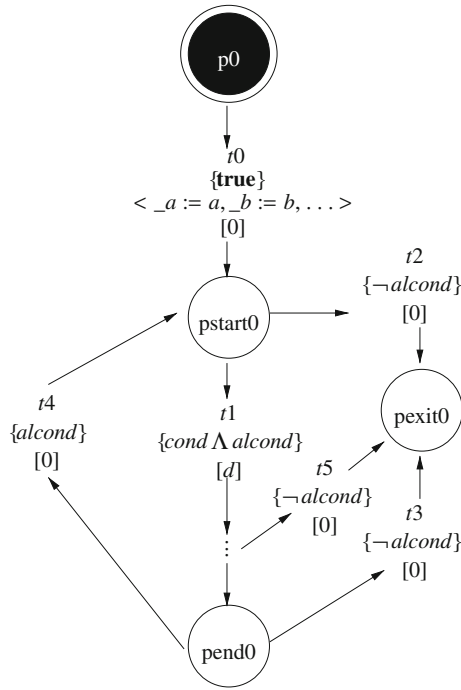 p0
t0
{true}
< _a := a, _b := b, . . . >
[0]
pstart0
t2
{¬alcond}
[0]
t4
{alcond}
[0]
t1
{cond Λ alcond}
[d]
pexit0
t5
{¬alcond}
[0]
t3
{¬alcond}
[0]
⋮
pend0